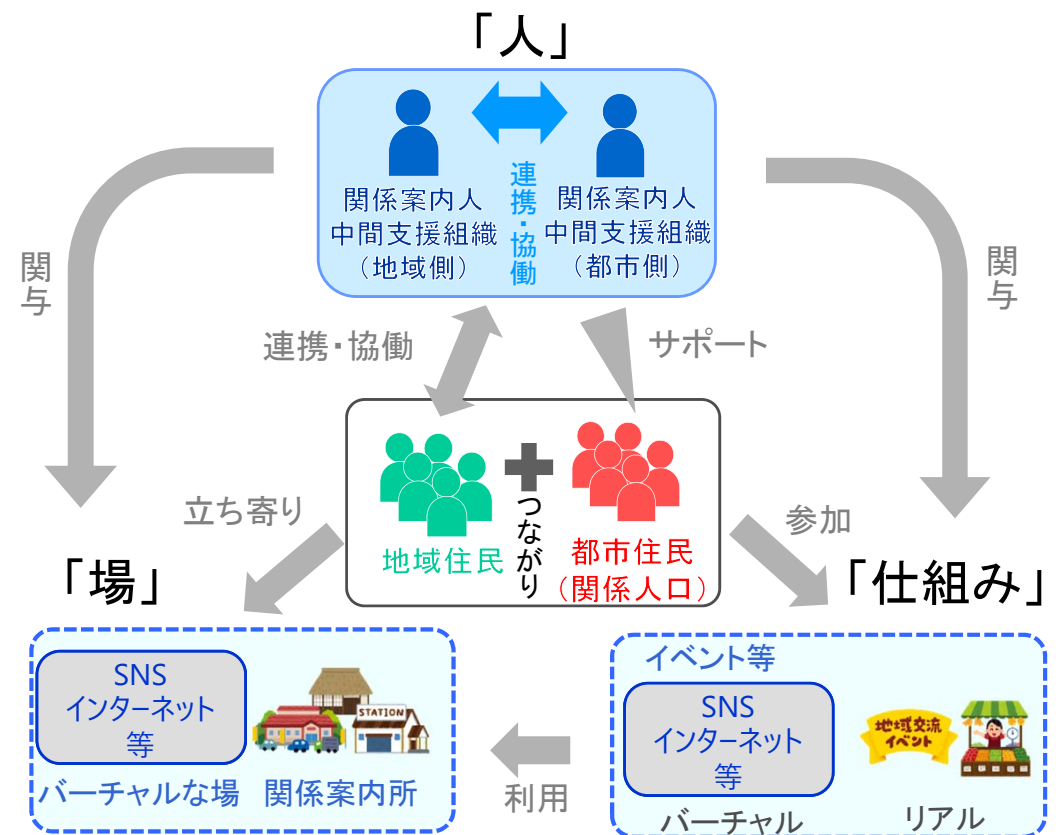 「人」
関係案内人
中間支援組織
（地域側）
連携・協働
関係案内人
中間支援組織
（都市側）
関与
関与
連携・協働
サポート
地域住民
つながり
都市住民
（関係人口）
立ち寄り
参加
「場」
「仕組み」
SNS
インターネット
等
STATION
バーチャルな場
関係案内所
利用
イベント等
SNS
インターネット
等
地域交流
イベント
バーチャル
リアル